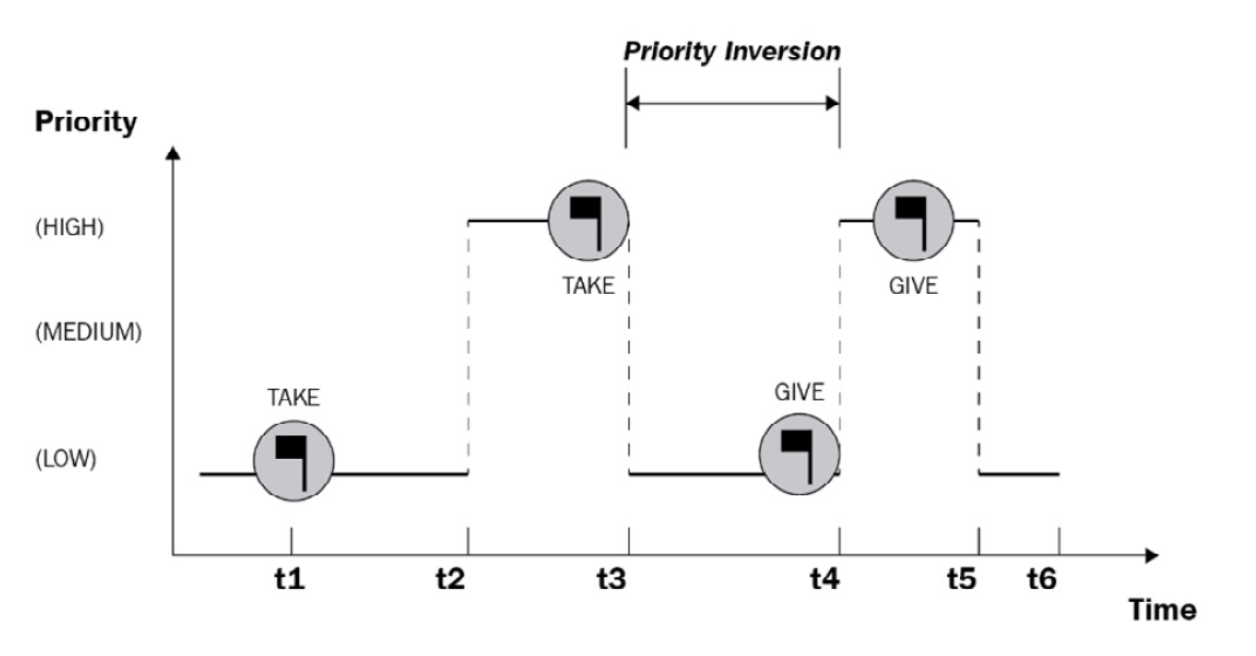 Priority Inversion
Priority
(HIGH)
TAKE
GIVE
(MEDIUM)
TAKE
GIVE
(LOW)
t1 t2 t3 t4 t5 t6
Time